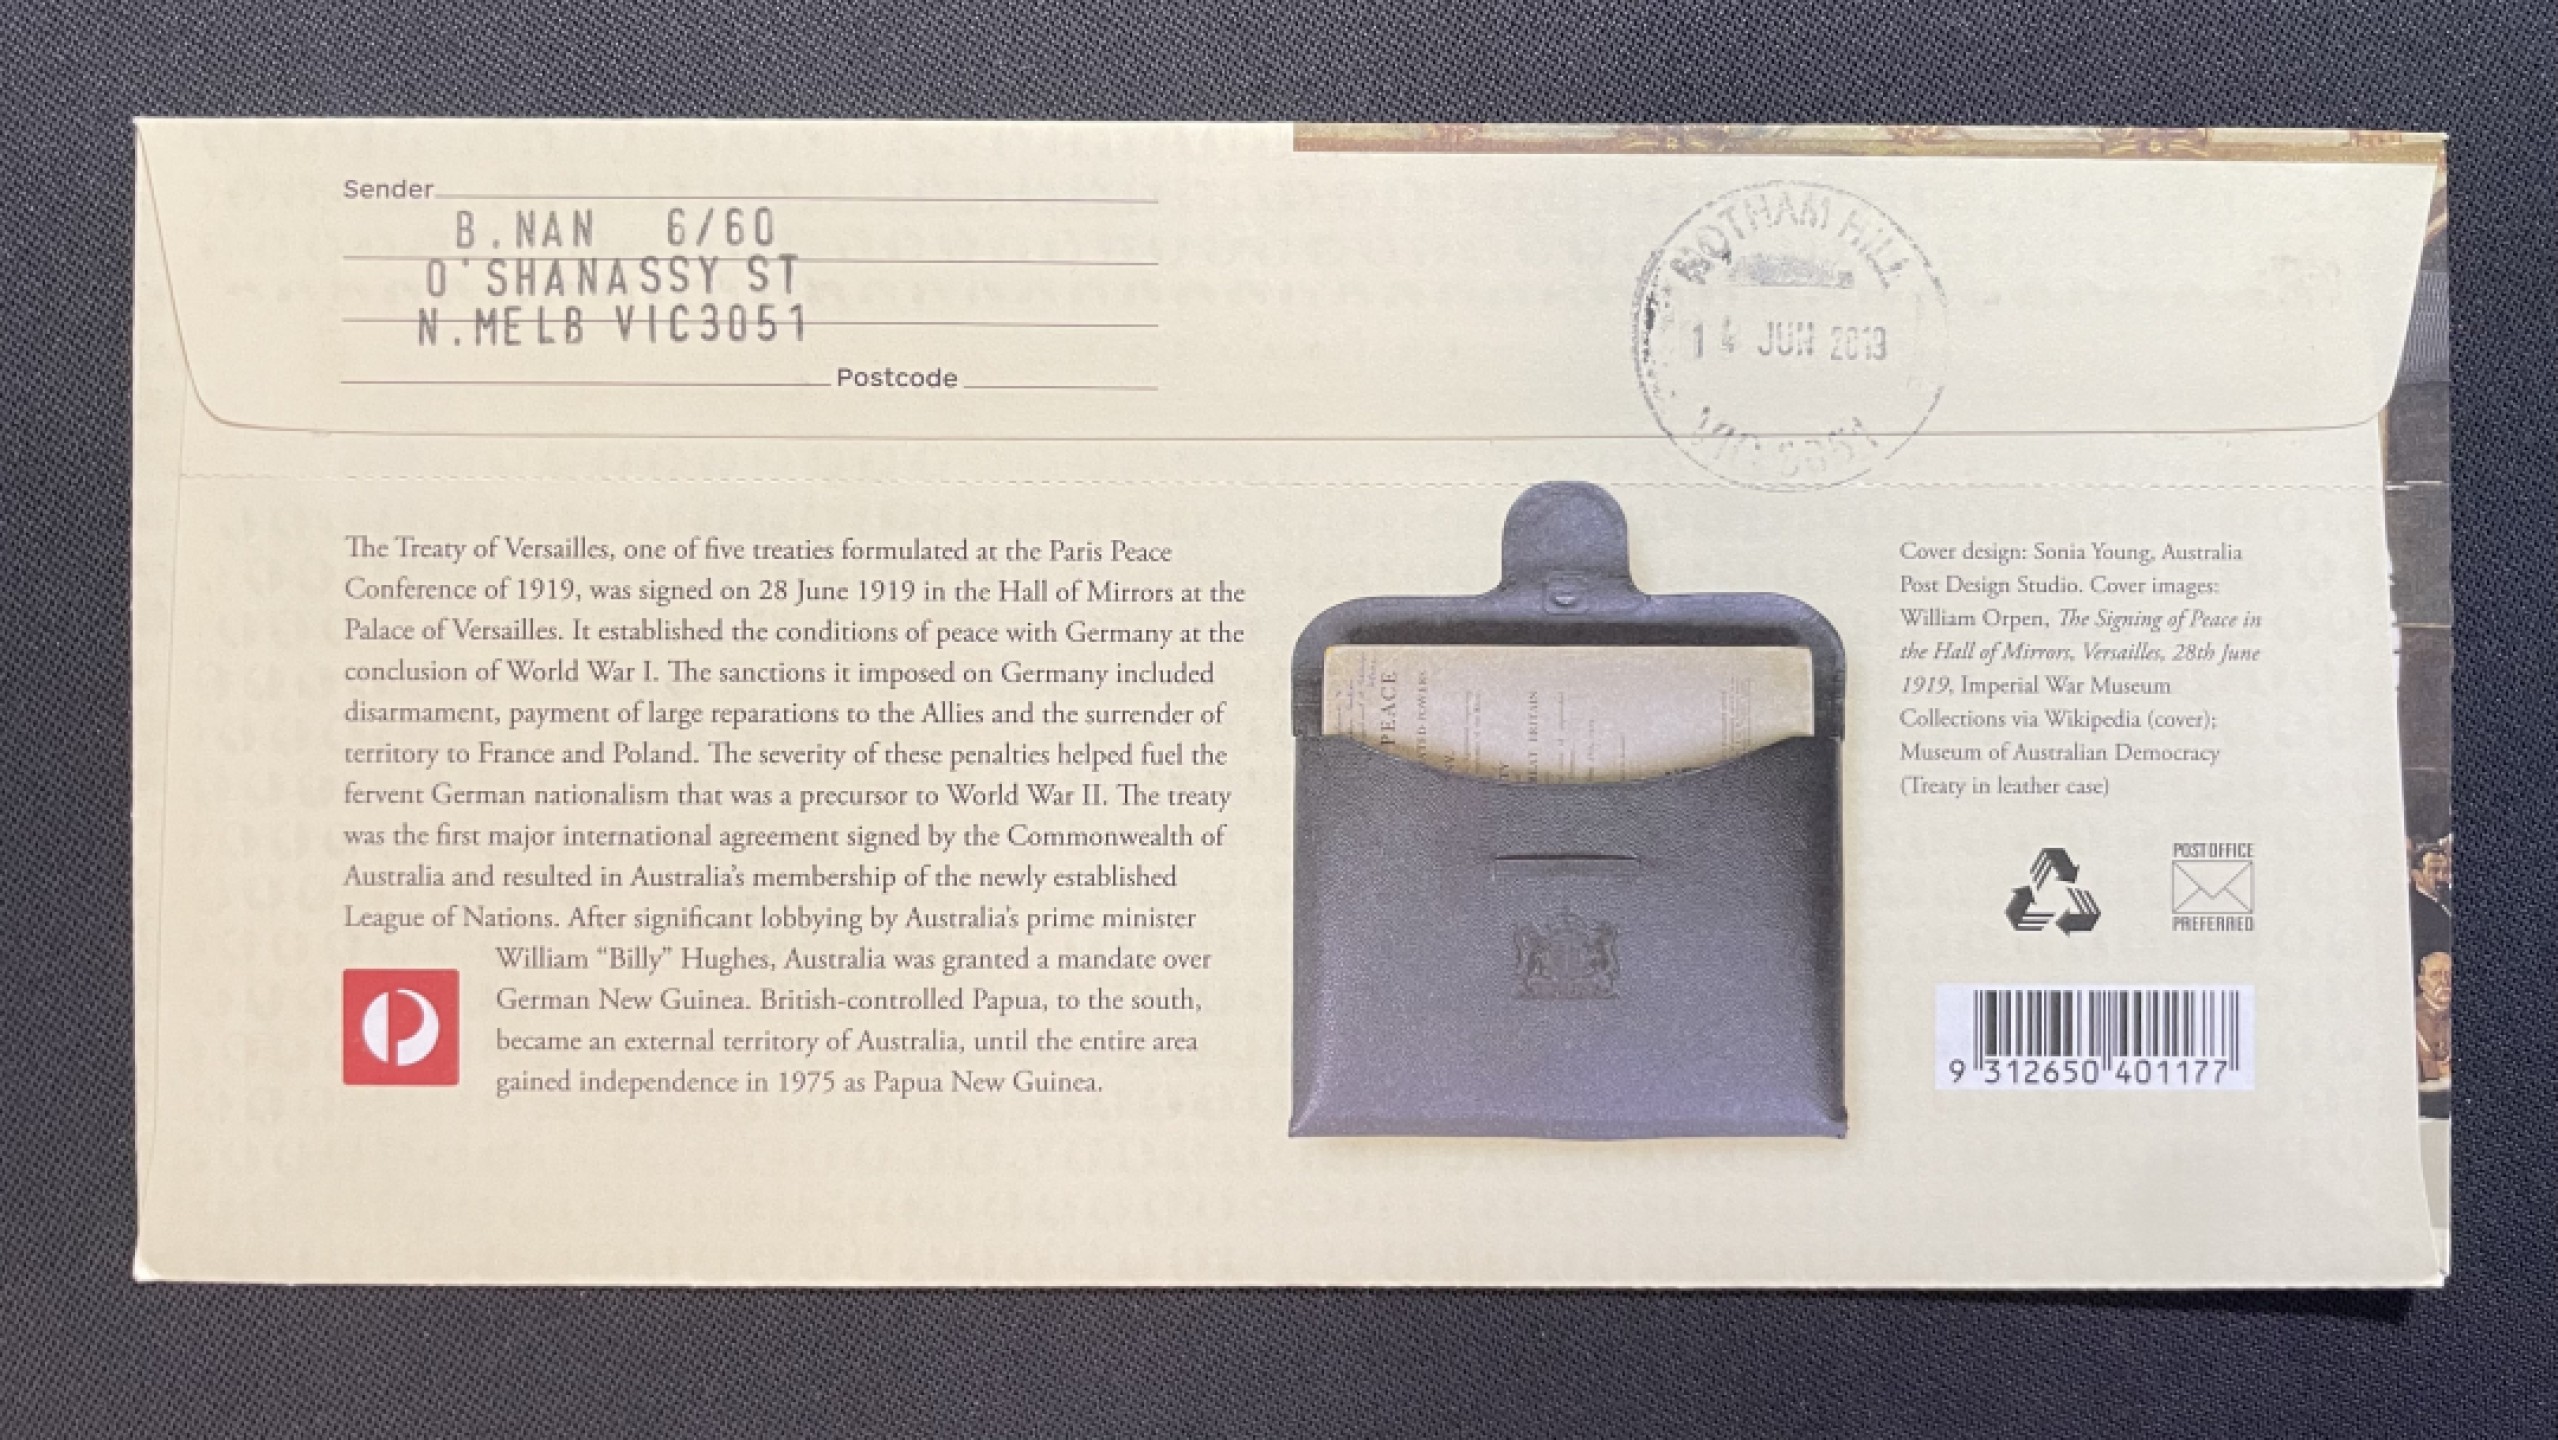 Sender
B.NAN 6/60
O'SHANASSY ST
N.MELB VIC3051
Postcode
HOTHAM HILL
JUN 2019
The Treaty of Versailles, one of five treaties formulated at the Paris Peace
Conference of 1919, was signed on 28 June 1919 in the Hall of Mirrors at the
Palace of Versailles. It established the conditions of peace with Germany at the
conclusion of World War I. The sanctions it imposed on Germany included
disarmament, payment of large reparations to the Allies and the surrender of
territory to France and Poland. The severity of these penalties helped fuel the
fervent German nationalism that was a precursor to World War II. The treaty
was the first major international agreement signed by the Commonwealth of
Australia and resulted in Australia's membership of the newly established
League of Nations. After significant lobbying by Australia's prime minister
William “Billy” Hughes, Australia was granted a mandate over
German New Guinea. British-controlled Papua, to the south,
became an external territory of Australia, until the entire area
gained independence in 1975 as Papua New Guinea.
PEACE
Cover design: Sonia Young, Australia
Post Design Studio. Cover images:
William Orpen, The Signing of Peace in
the Hall of Mirrors, Versailles, 28th June
1919, Imperial War Museum
Collections via Wikipedia (cover);
Museum of Australian Democracy
(Treaty in leather case)
POST OFFICE
PREFERRED
9 312650 401177